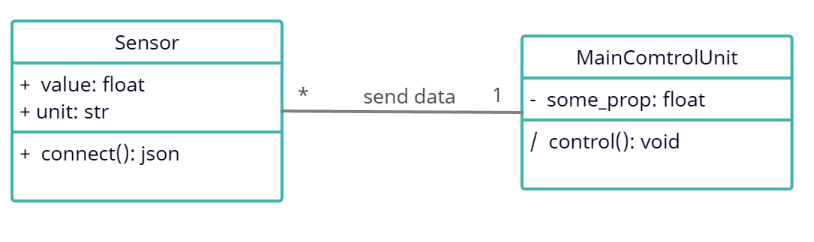 Sensor
+ value: float
+ unit: str
+ connect(): json
* send data 1
MainComtrolUnit
- some_prop: float
/ control(): void